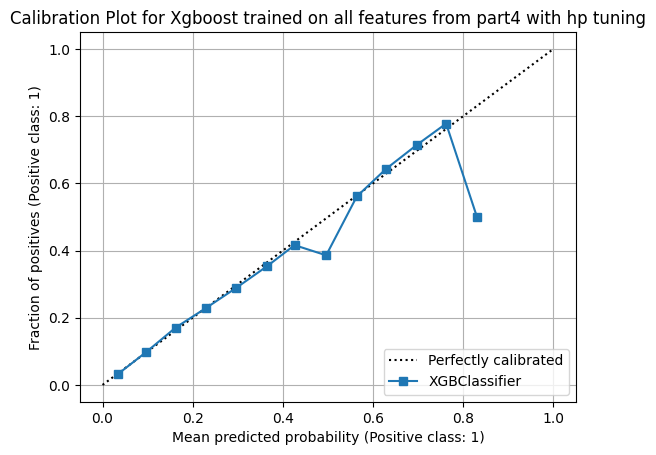 Calibration Plot for Xgboost trained on all features from part4 with hp tuning
1.0
0.8
0.6
0.4
0.2
0.0
Fraction of positives (Positive class: 1)
Perfectly calibrated
XGBClassifier
0.0 0.2 0.4 0.6 0.8 1.0
Mean predicted probability (Positive class: 1)